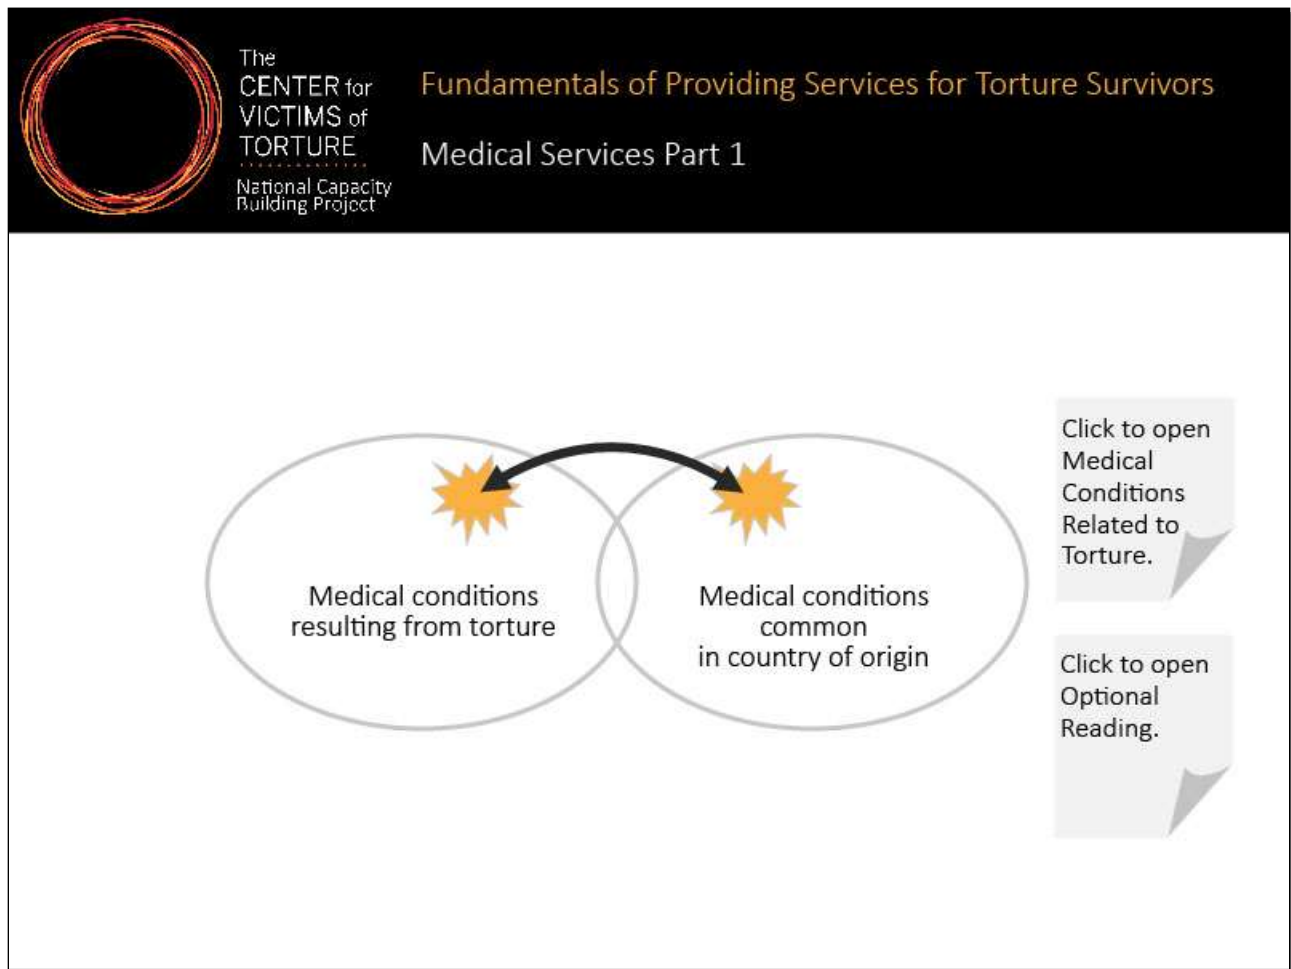 The
CENTER for
VICTIMS of
TORTURE
National Capacity
Building Project
Fundamentals of Providing Services for Torture Survivors
Medical Services Part 1
Medical conditions
resulting from torture
Medical conditions
common
in country of origin
Click to open
Medical
Conditions
Related to
Torture.
Click to open
Optional
Reading.